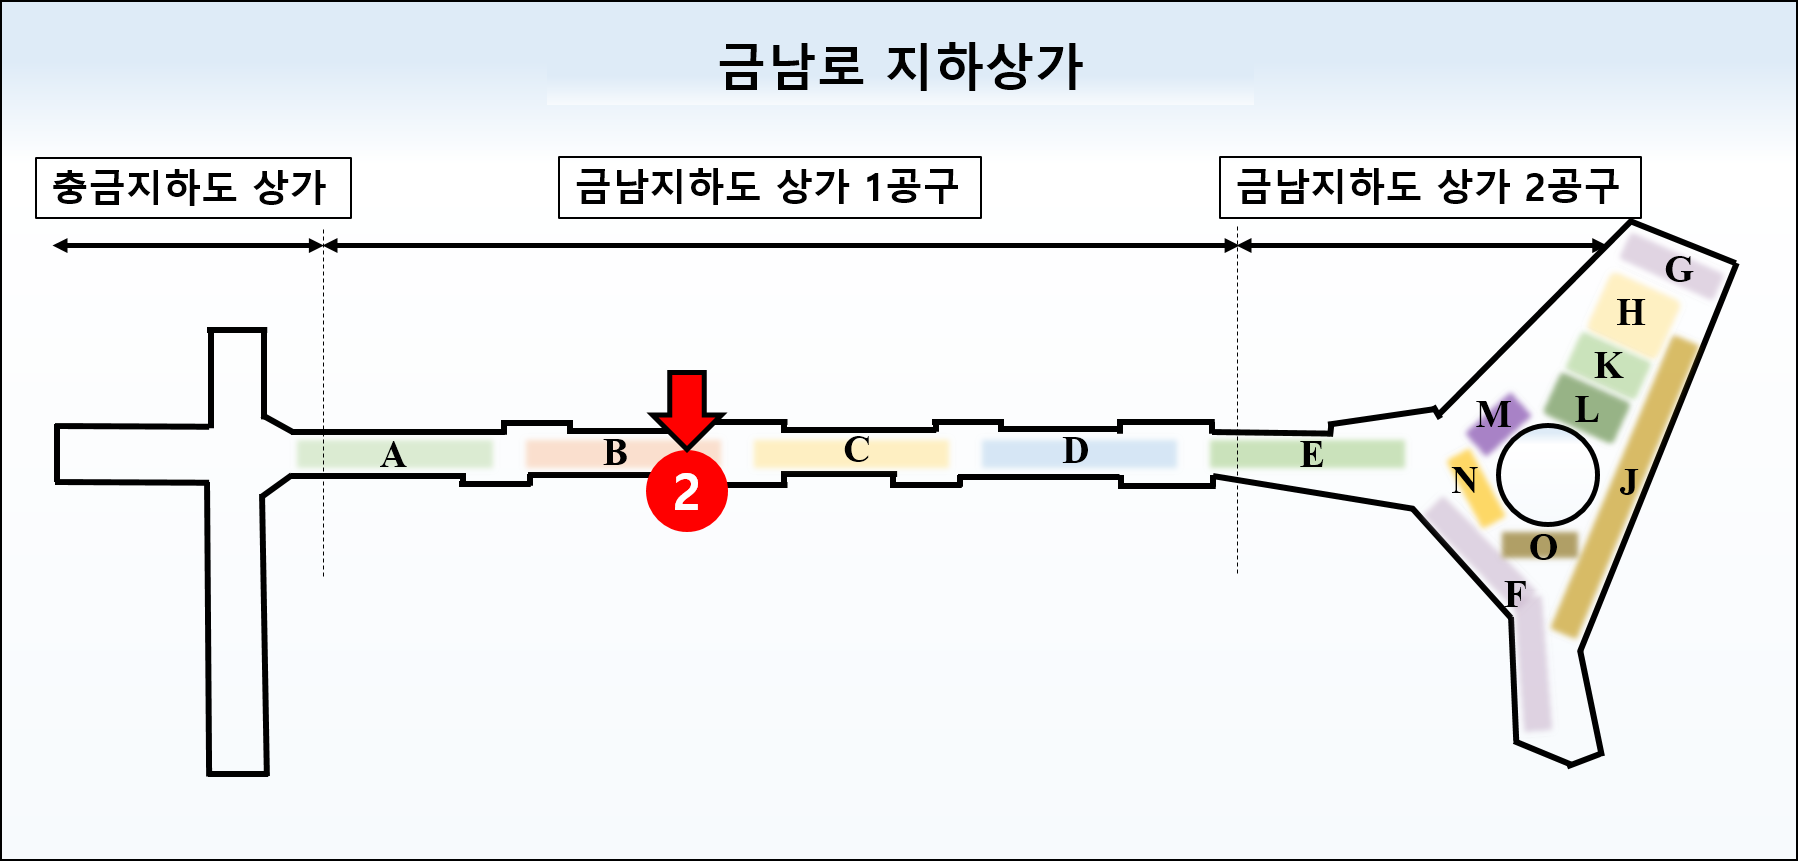 금남로 지하상가
충금지하도 상가
금남지하도 상가 1공구
금남지하도 상가 2공구
G
H
K
L
M
A
B
C
D
E
N
J
2
O
F